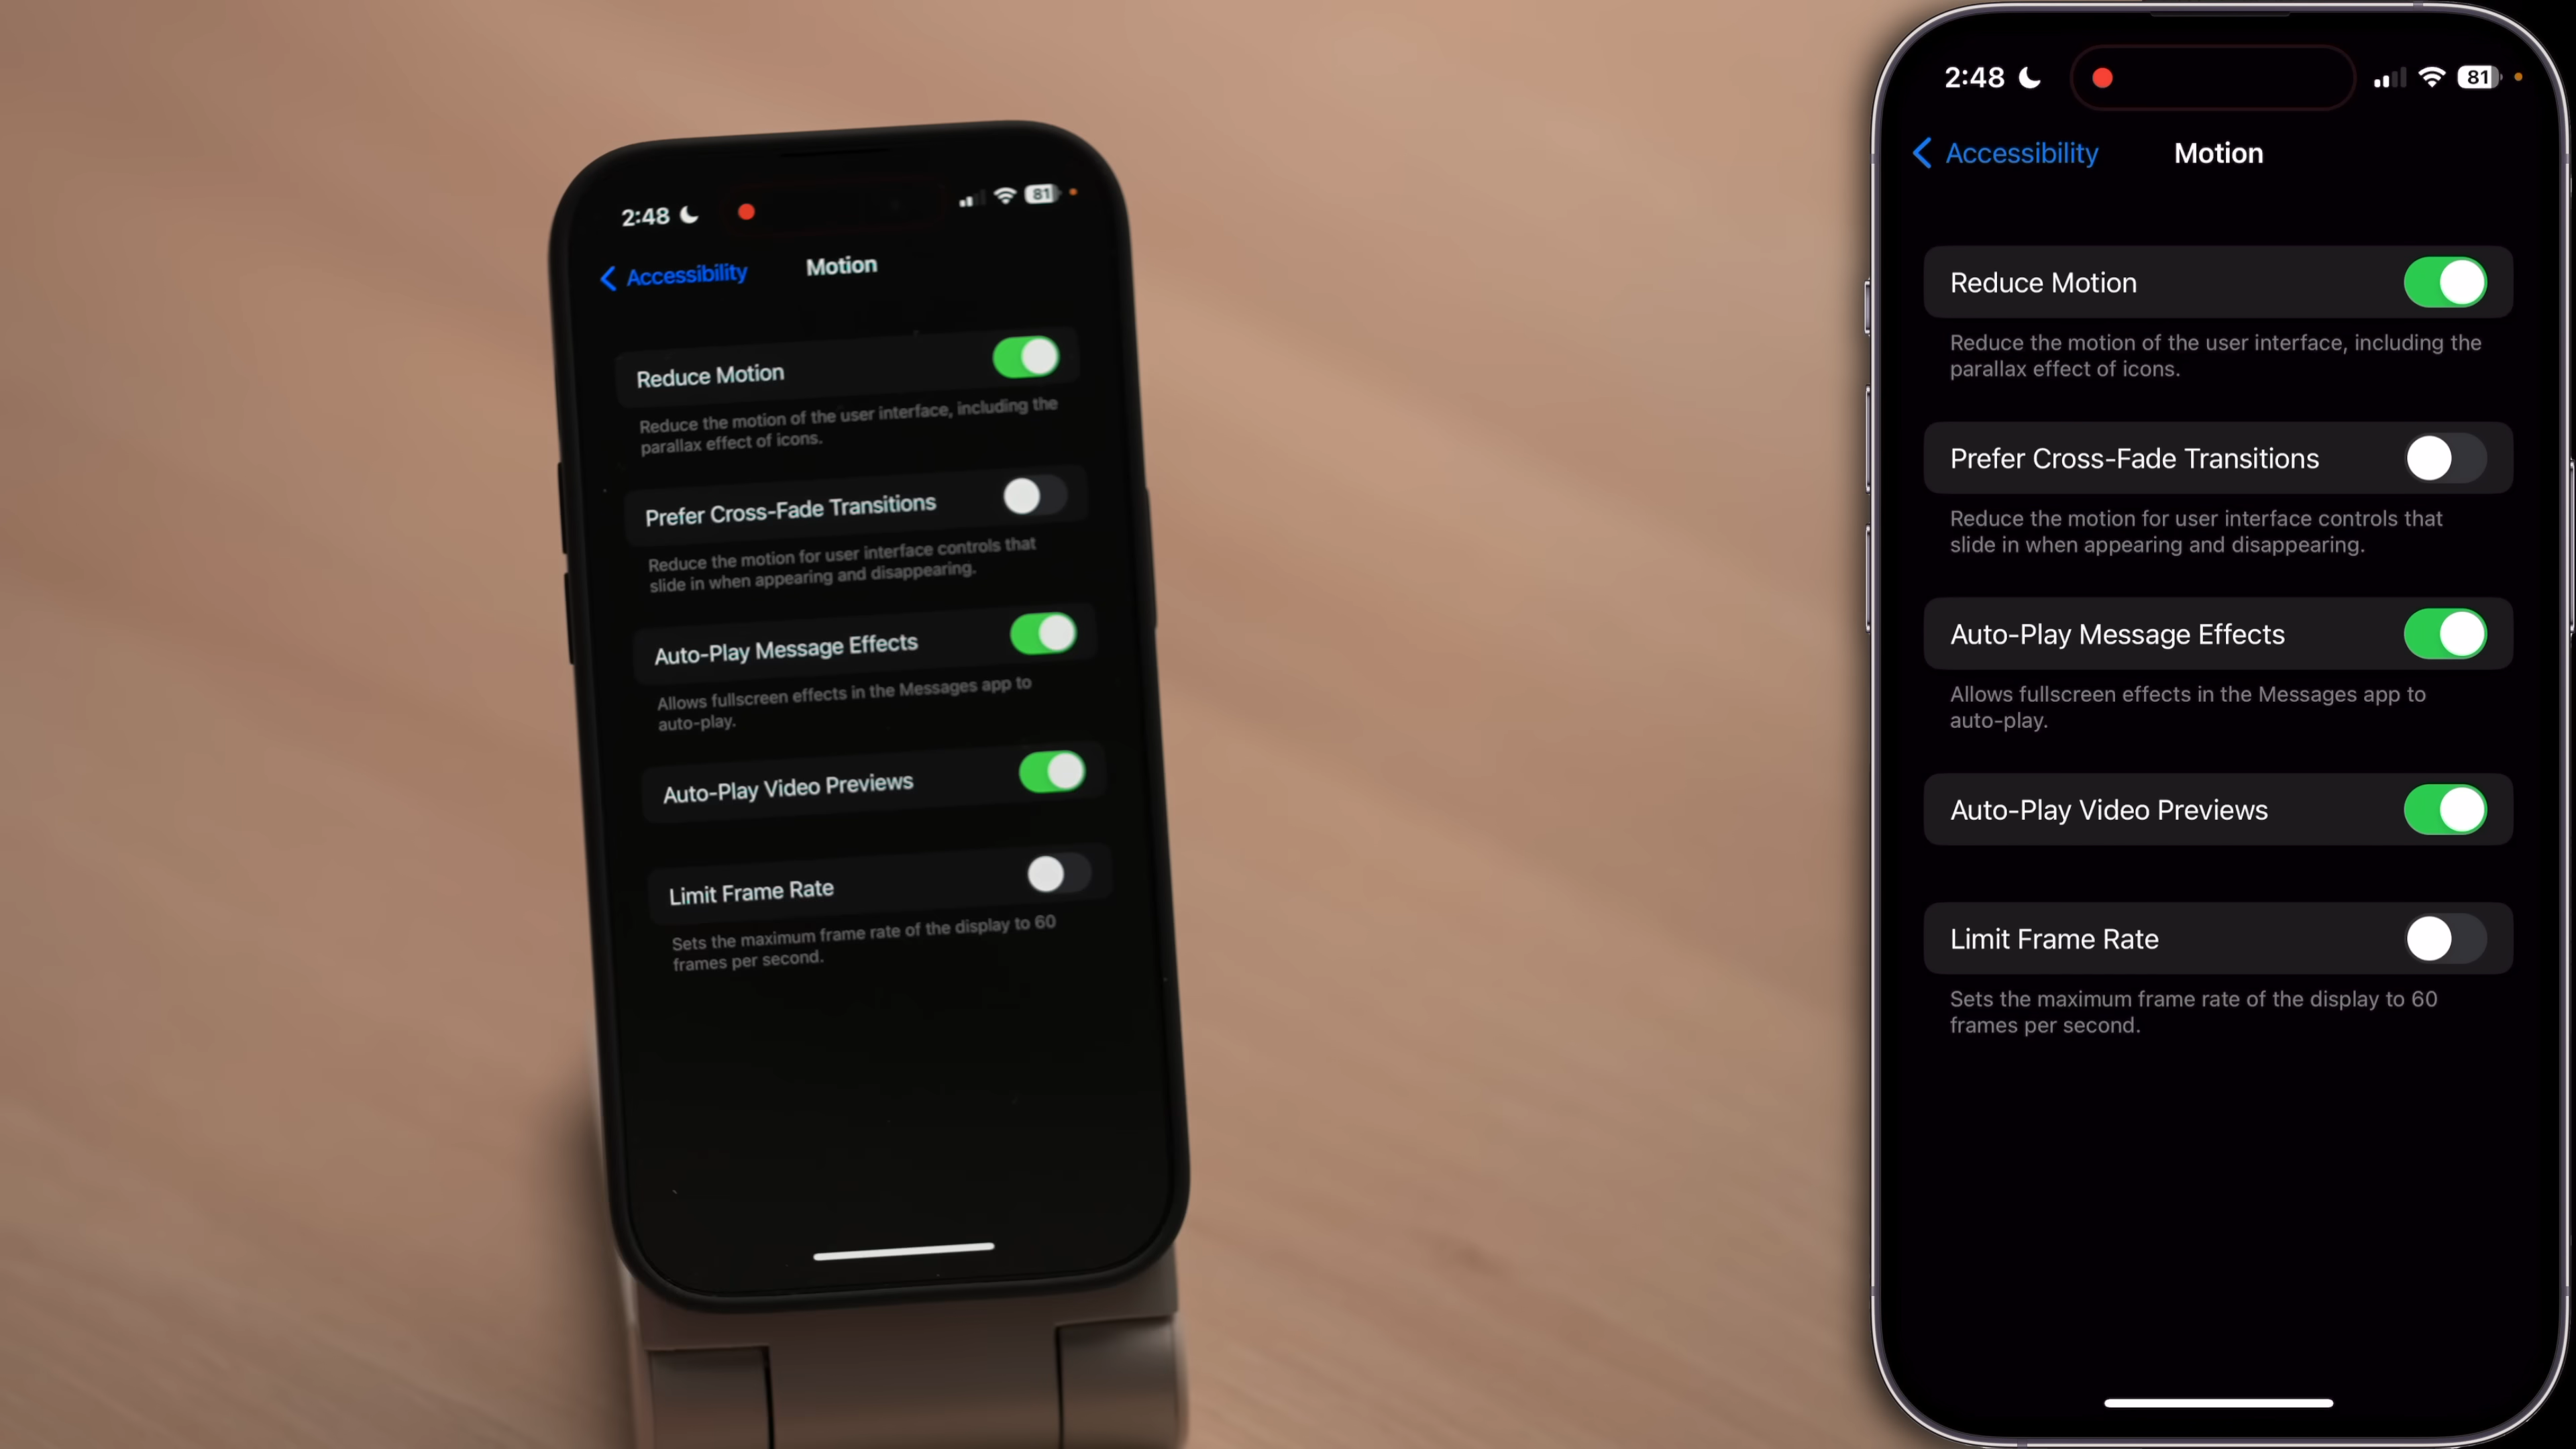 2:48
81
Accessibility
Motion
Reduce Motion
Reduce the motion of the user interface, including the
parallax effect of icons.
Prefer Cross-Fade Transitions
Reduce the motion for user interface controls that
slide in when appearing and disappearing.
Auto-Play Message Effects
Allows fullscreen effects in the Messages app to
auto-play.
Auto-Play Video Previews
Limit Frame Rate
Sets the maximum frame rate of the display to 60
frames per second.
2:48
81
Accessibility
Motion
Reduce Motion
Reduce the motion of the user interface, including the
parallax effect of icons.
Prefer Cross-Fade Transitions
Reduce the motion for user interface controls that
slide in when appearing and disappearing.
Auto-Play Message Effects
Allows fullscreen effects in the Messages app to
auto-play.
Auto-Play Video Previews
Limit Frame Rate
Sets the maximum frame rate of the display to 60
frames per second.